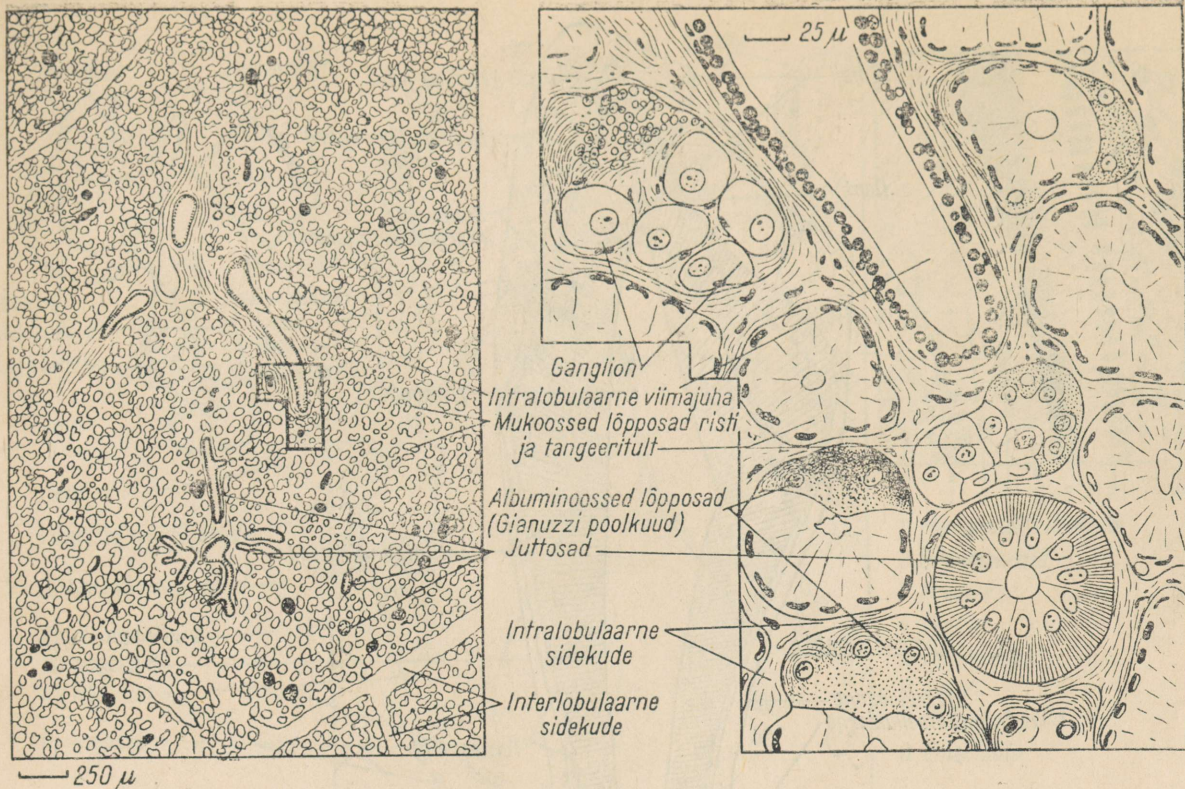 25 µ
Ganglion
Intralobulaarne viimajuha
Mukoossed lõpposad risti
ja tangeeritult
Albuminoossed lõpposad
(Gianuzzi poolkuud)
Juttosad
Intralobulaarne
sidekude
Interlobulaarne
sidekude
250 µ